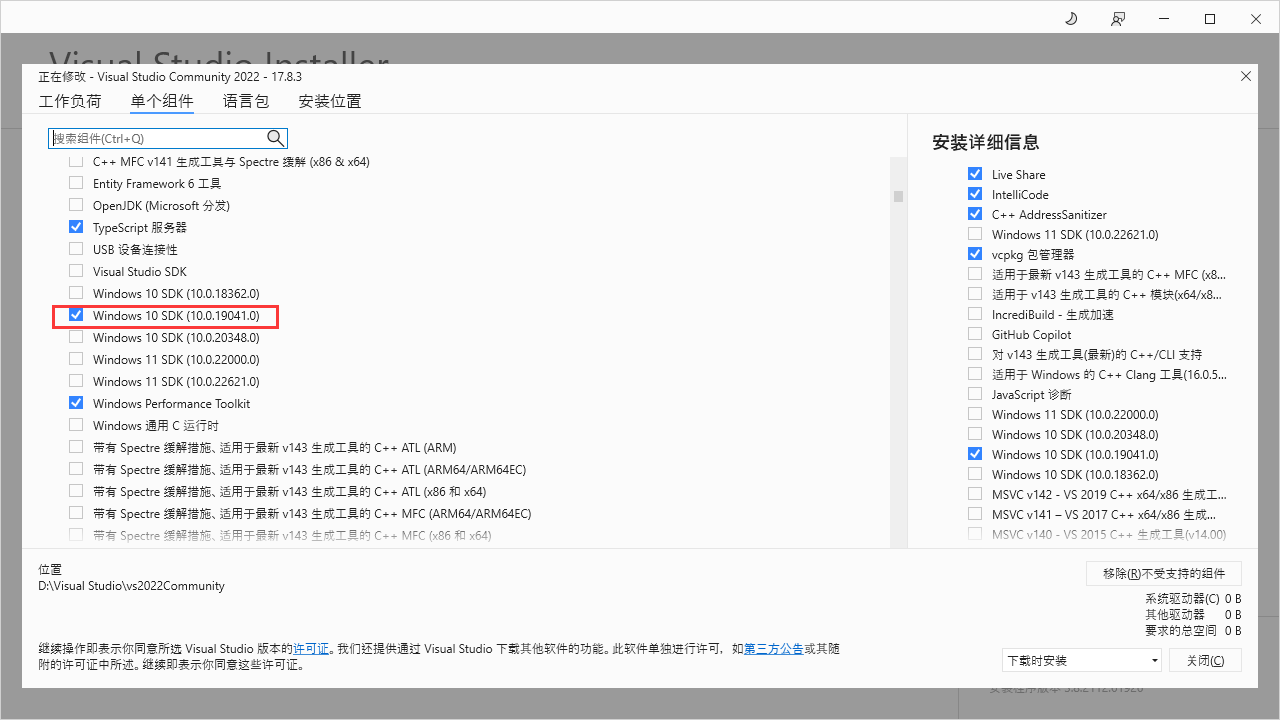 Visual Studio Installer
正在修改 - Visual Studio Community 2022 - 17.8.3
工作负荷 单个组件 语言包 安装位置
搜索组件(Ctrl+Q)
C++ MFC v141 生成工具与 Spectre 缓解 (x86 & x64)
Entity Framework 6 工具
OpenJDK (Microsoft 分发)
TypeScript 服务器
USB 设备连接性
Visual Studio SDK
Windows 10 SDK (10.0.18362.0)
Windows 10 SDK (10.0.19041.0)
Windows 10 SDK (10.0.20348.0)
Windows 11 SDK (10.0.22000.0)
Windows 11 SDK (10.0.22621.0)
Windows Performance Toolkit
Windows 通用 C 运行时
带有 Spectre 缓解措施、适用于最新 v143 生成工具的 C++ ATL (ARM)
带有 Spectre 缓解措施、适用于最新 v143 生成工具的 C++ ATL (ARM64/ARM64EC)
带有 Spectre 缓解措施、适用于最新 v143 生成工具的 C++ ATL (x86 和 x64)
带有 Spectre 缓解措施、适用于最新 v143 生成工具的 C++ MFC (ARM64/ARM64EC)
带有 Spectre 缓解措施、适用于最新 v143 生成工具的 C++ MFC (x86 和 x64)
安装详细信息
Live Share
IntelliCode
C++ AddressSanitizer
Windows 11 SDK (10.0.22621.0)
vcpkg 包管理器
适用于最新 v143 生成工具的 C++ MFC (x8...
适用于 v143 生成工具的 C++ 模块(x64/x8...
IncrediBuild - 生成加速
GitHub Copilot
对 v143 生成工具(最新)的 C++/CLI 支持
适用于 Windows 的 C++ Clang 工具(16.0.5...
JavaScript 诊断
Windows 11 SDK (10.0.22000.0)
Windows 10 SDK (10.0.20348.0)
Windows 10 SDK (10.0.19041.0)
Windows 10 SDK (10.0.18362.0)
MSVC v142 - VS 2019 C++ x64/x86 生成工...
MSVC v141 – VS 2017 C++ x64/x86 生成...
MSVC v140 - VS 2015 C++ 生成工具(v14.00)
位置
D:\Visual Studio\vs2022Community
移除(R)不受支持的组件
系统驱动器(C) 0 B
其他驱动器 0 B
要求的总空间 0 B
继续操作即表示你同意所选 Visual Studio 版本的许可证。我们还提供通过 Visual Studio 下载其他软件的功能。此软件单独进行许可，如第三方公告或其随
附的许可证中所述。继续即表示你同意这些许可证。
下载时安装
关闭(C)